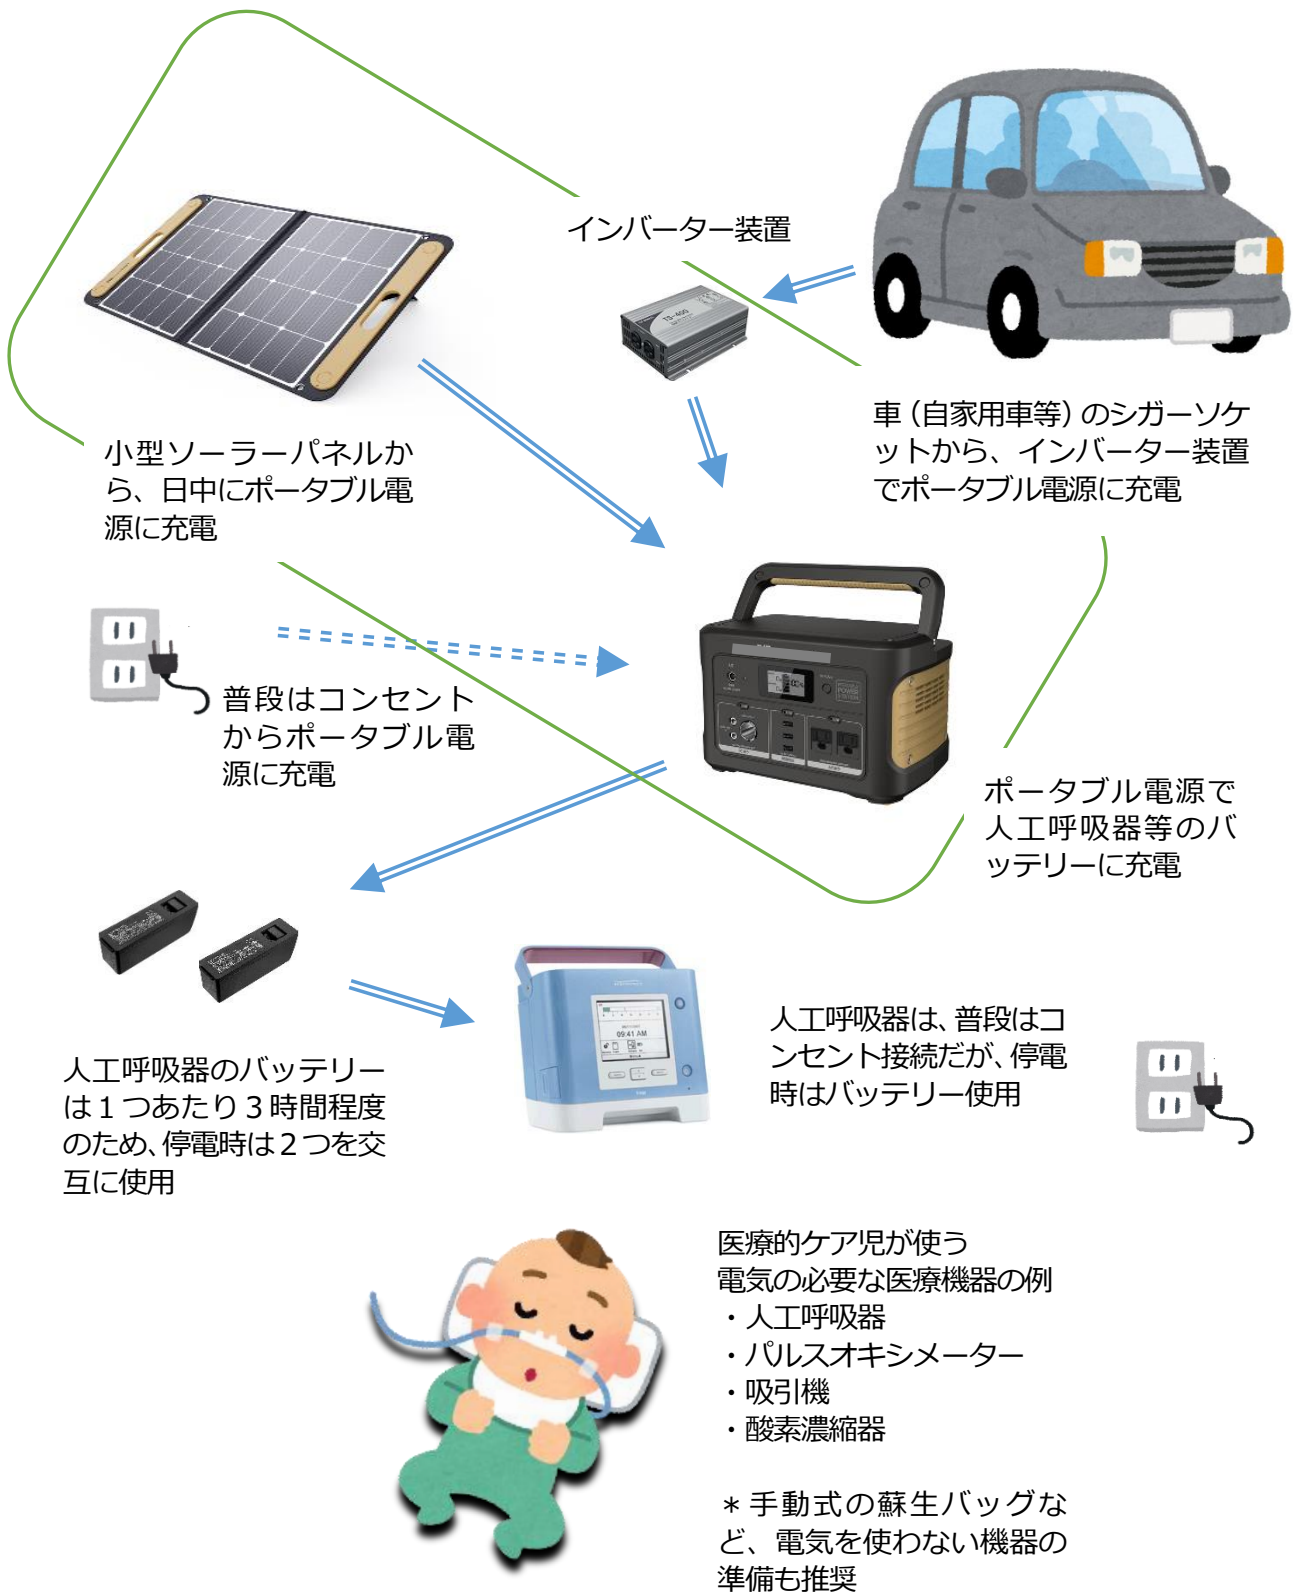 インバーター装置
TS-400
車（自家用車等）のシガーソケ
ットから、インバーター装置
でポータブル電源に充電
小型ソーラーパネルか
ら、日中にポータブル電
源に充電
普段はコンセント
からポータブル電
源に充電
POWER
ポータブル電源で
人工呼吸器等のバ
ッテリーに充電
09:41 AM
人工呼吸器は、普段はコ
ンセント接続だが、停電
時はバッテリー使用
人工呼吸器のバッテリー
は１つあたり３時間程度
のため、停電時は２つを交
互に使用
医療的ケア児が使う
電気の必要な医療機器の例
・人工呼吸器
・パルスオキシメーター
・吸引機
・酸素濃縮器
＊手動式の蘇生バッグな
ど、電気を使わない機器の
準備も推奨